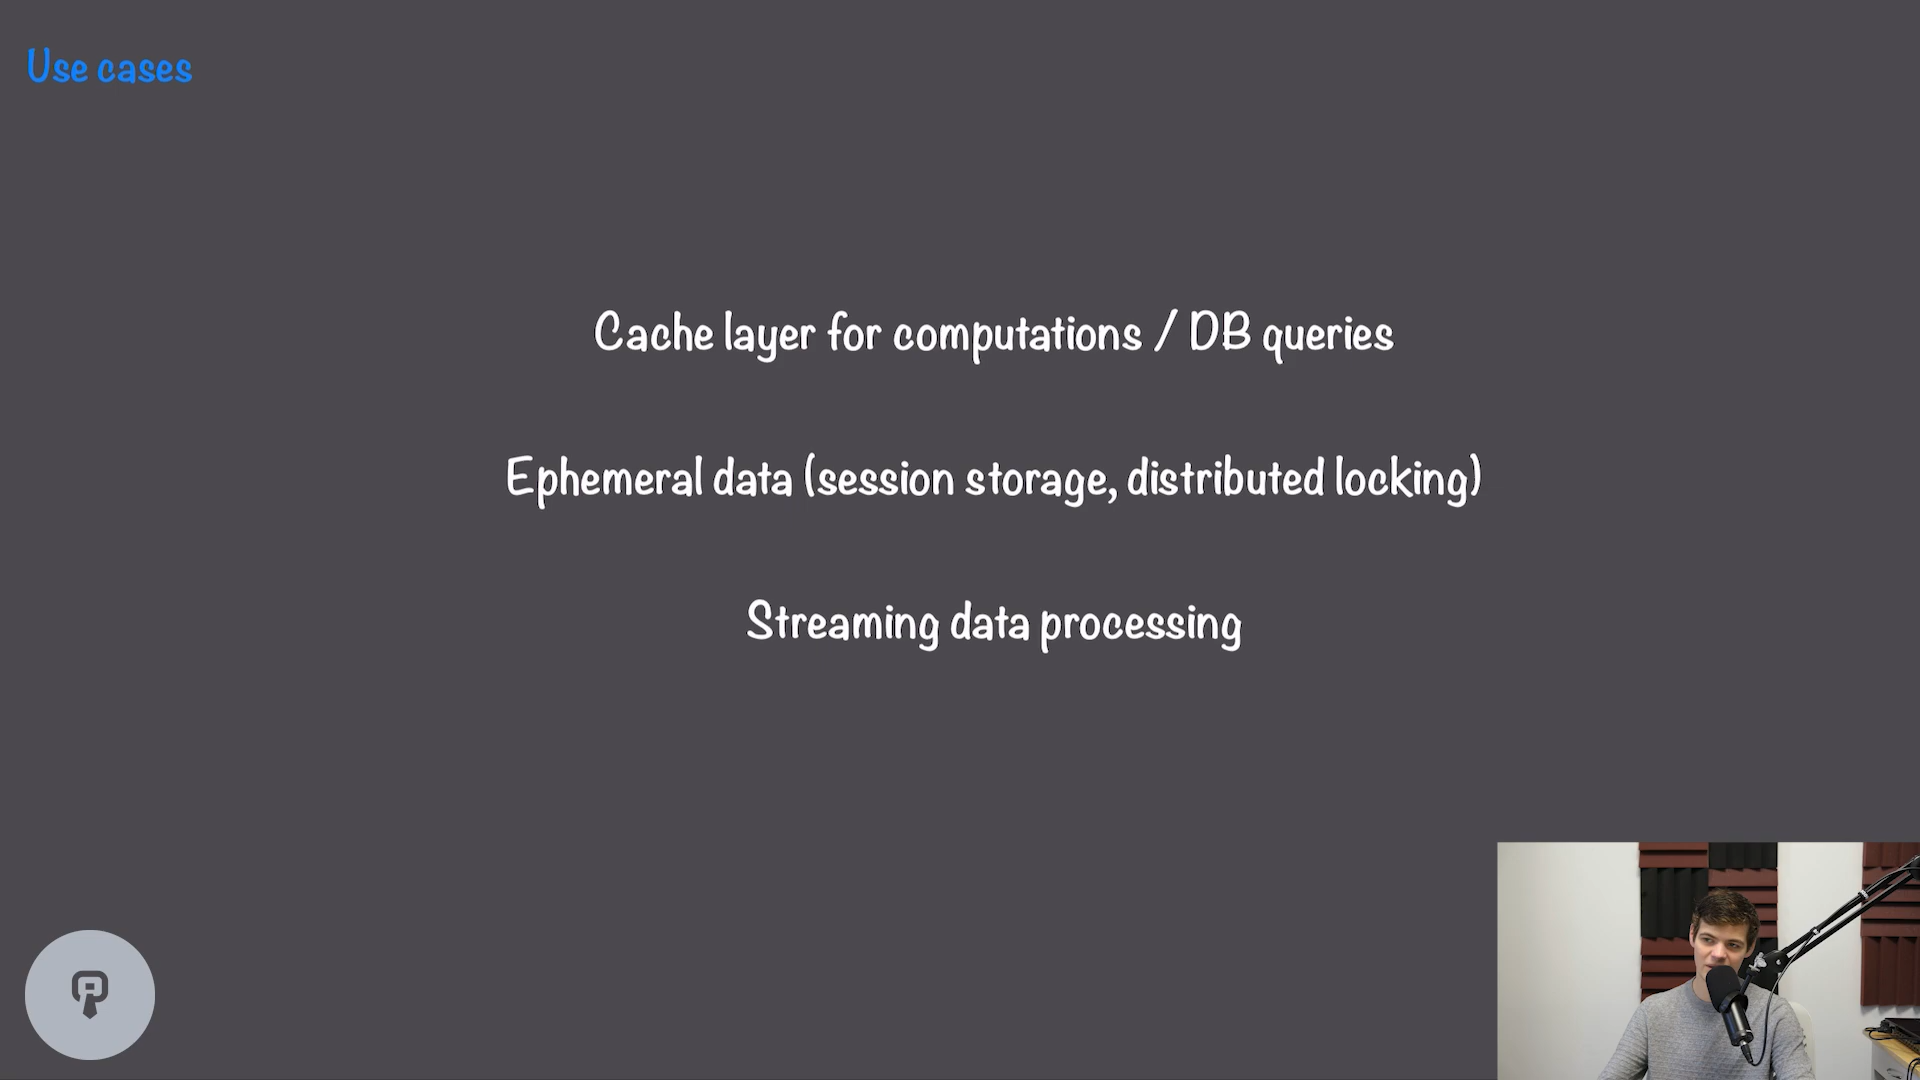 Use cases
Cache layer for computations / DB queries
Ephemeral data (session storage, distributed locking)
Streaming data processing